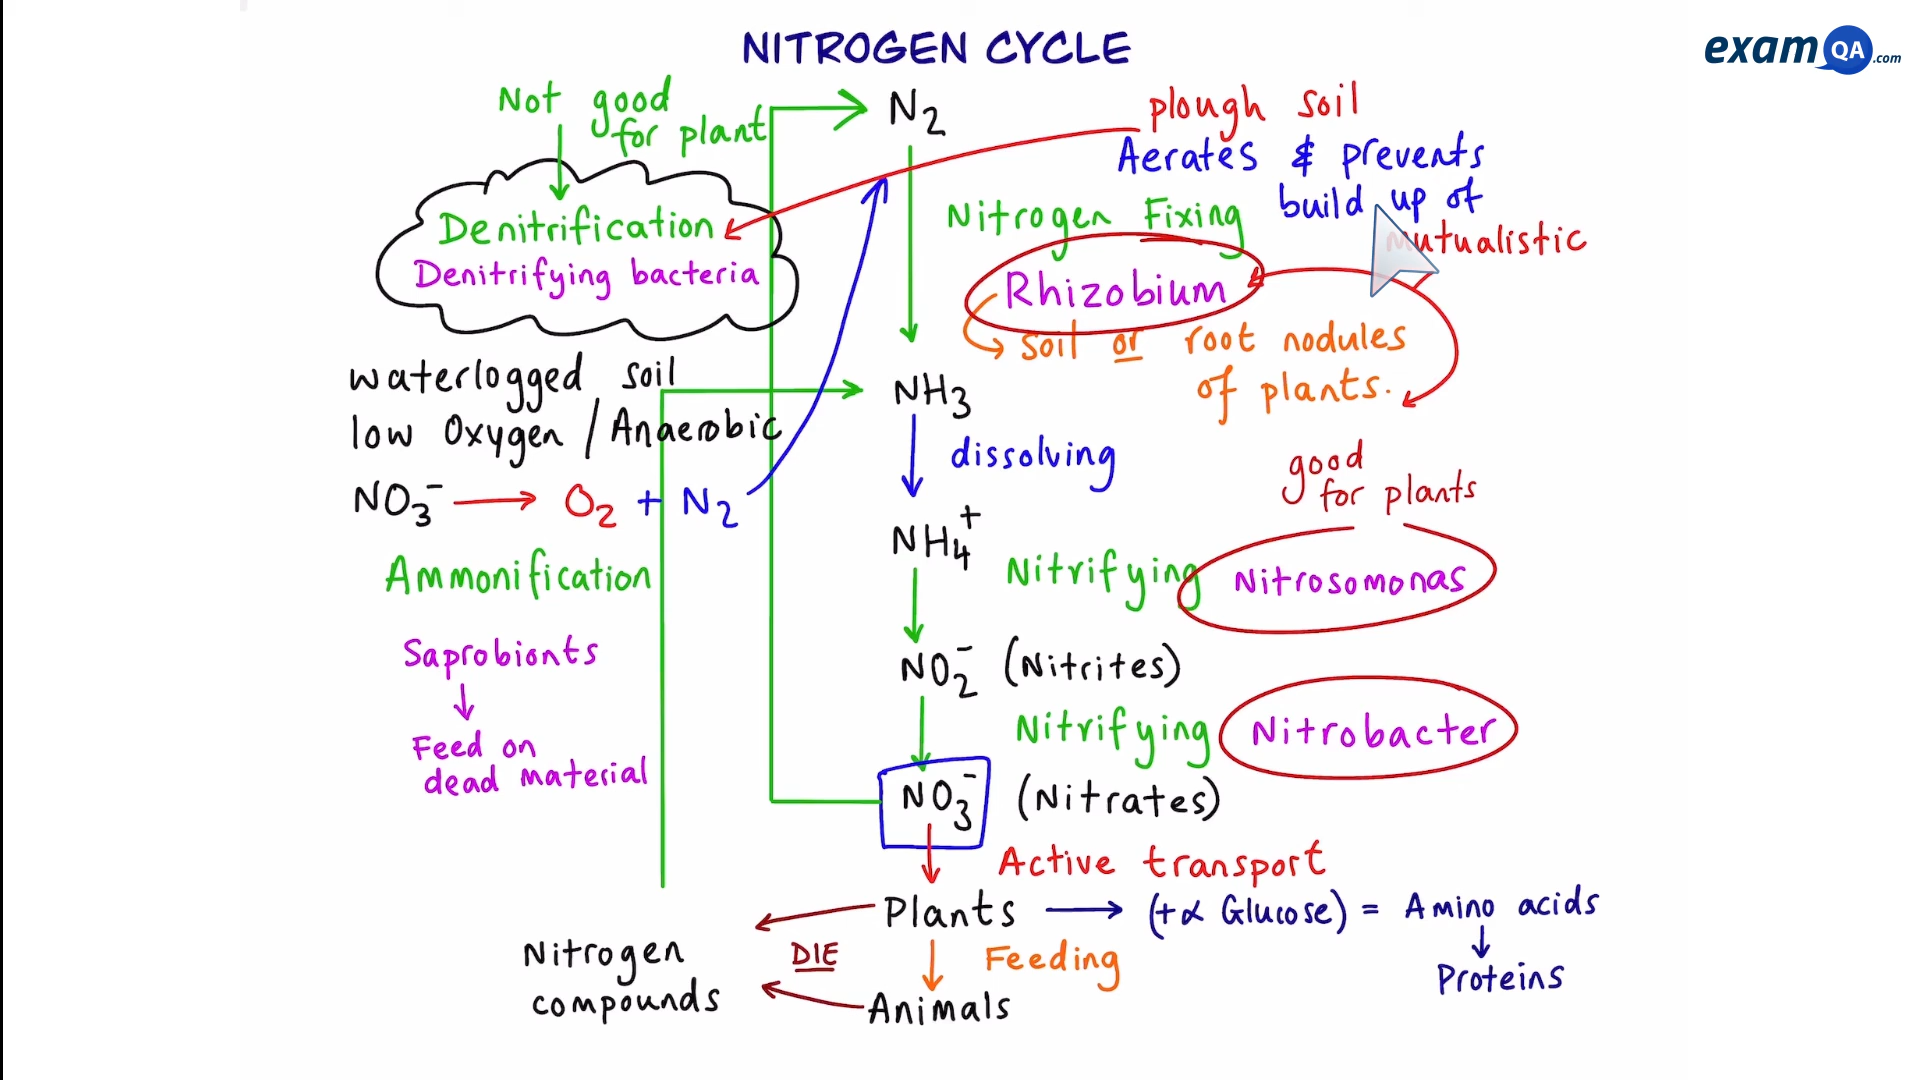 NITROGEN CYCLE
exam QA .com
Not good
for plant
N2
plough soil
Aerates & prevents
build up of
Denitrification
Denitrifying bacteria
Nitrogen Fixing
mutualistic
Rhizobium
soil or root nodules
of plants.
waterlogged soil
low Oxygen / Anaerobic
NH3
NO3- → O2 + N2
dissolving
good
for plants
NH4+
Ammonification
Nitrifying Nitrosomonas
Saprobionts
NO2- (Nitrites)
Feed on
dead material
Nitrifying Nitrobacter
NO3- (Nitrates)
Active transport
Plants → (+α Glucose) = Amino acids
Nitrogen
compounds
DIE
Feeding
Proteins
Animals